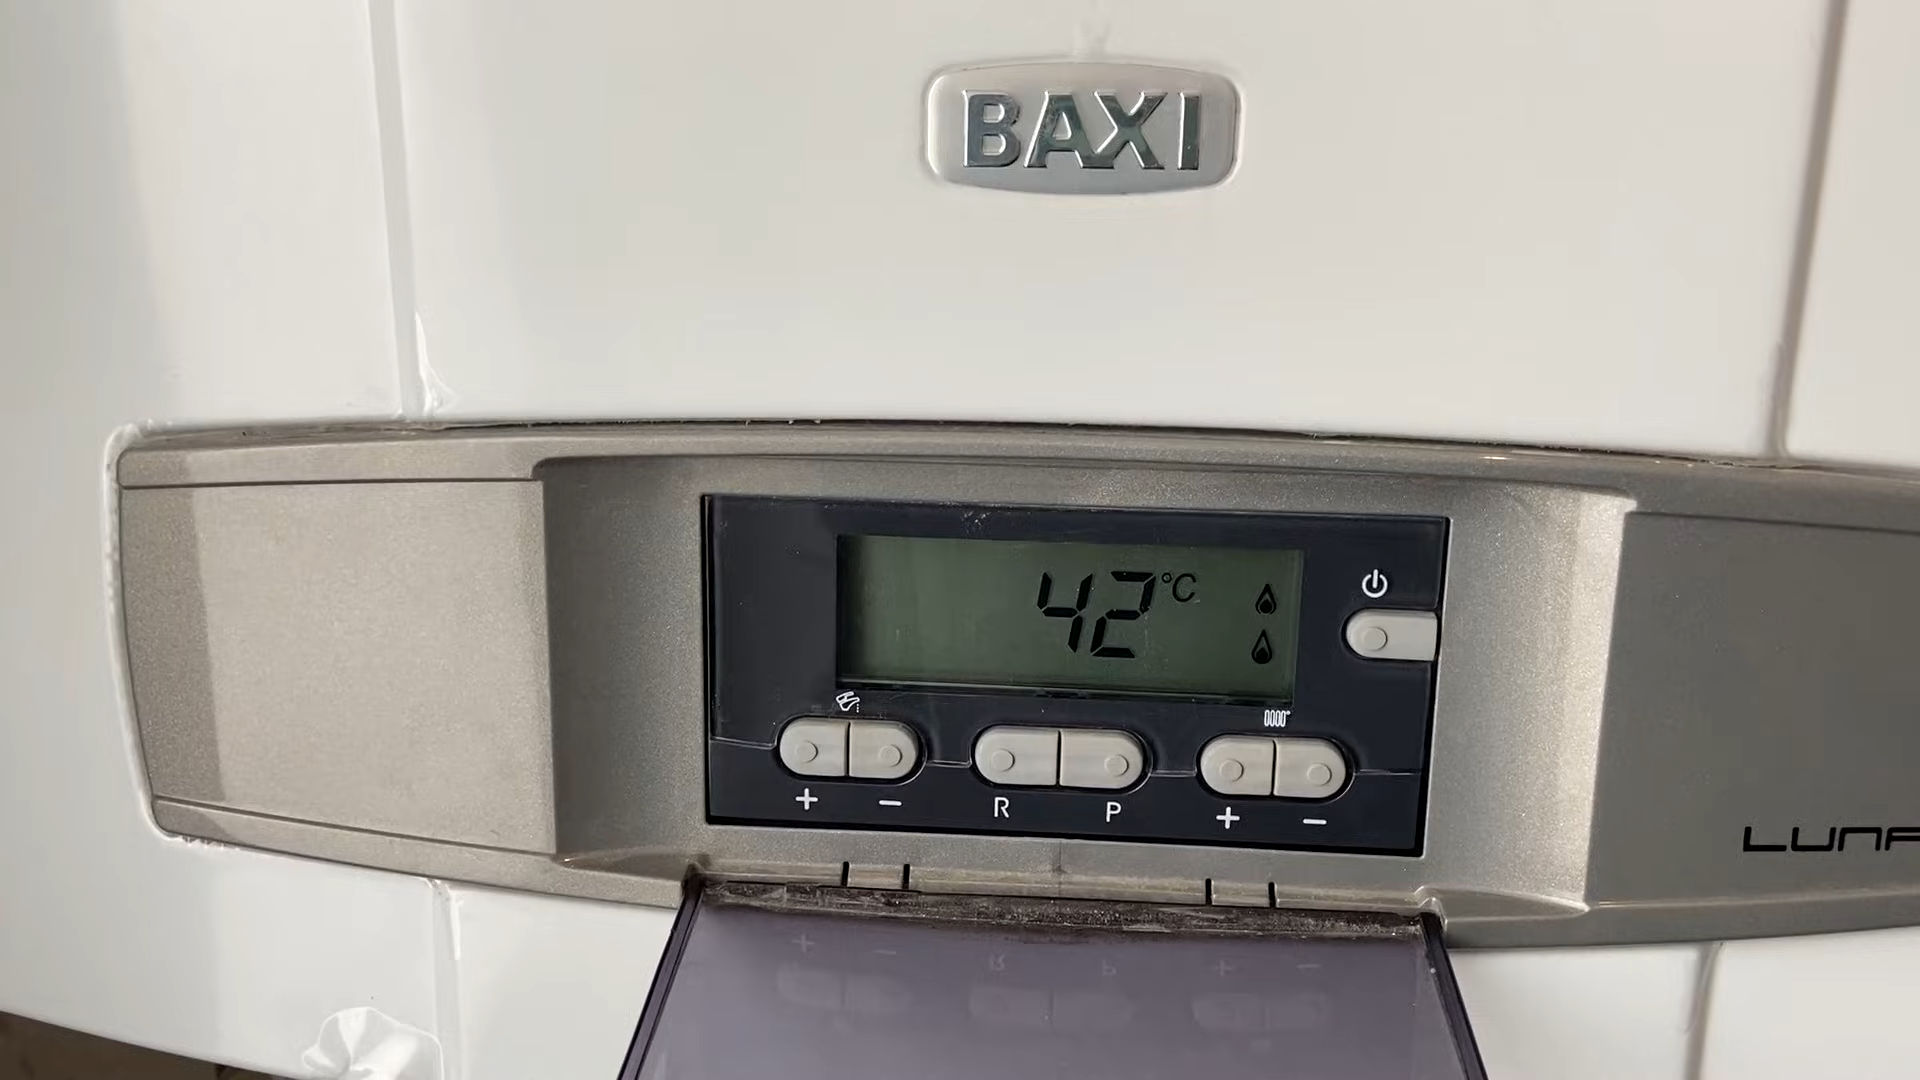 BAXI
42°C
+ − R P + −
LUNA